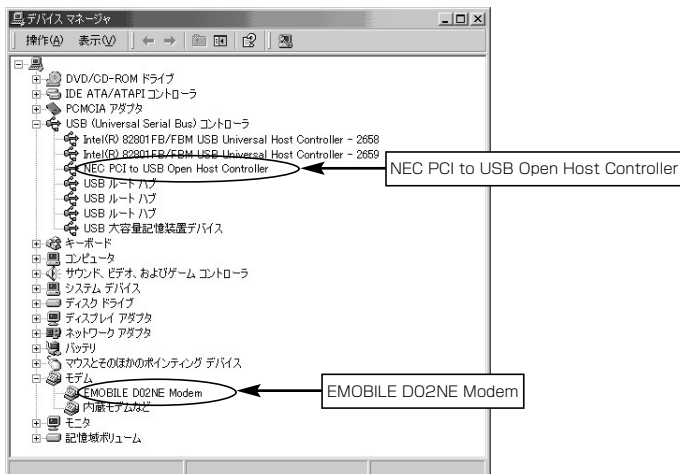 デバイス マネージャ
操作(A) 表示(V)
DVD/CD-ROM ドライブ
IDE ATA/ATAPI コントローラ
PCMCIA アダプタ
USB (Universal Serial Bus) コントローラ
Intel(R) 82801FB/FBM USB Universal Host Controller - 2658
Intel(R) 82801FB/FBM USB Universal Host Controller - 2659
NEC PCI to USB Open Host Controller
NEC PCI to USB Open Host Controller
USB ルート ハブ
USB ルート ハブ
USB ルート ハブ
USB 大容量記憶装置デバイス
キーボード
コンピュータ
サウンド、ビデオ、およびゲーム コントローラ
システム デバイス
ディスク ドライブ
ディスプレイ アダプタ
ネットワーク アダプタ
バッテリ
マウスとそのほかのポインティング デバイス
モデム
EMOBILE D02NE Modem
EMOBILE D02NE Modem
内蔵モデムなど
モニタ
記憶域ボリューム